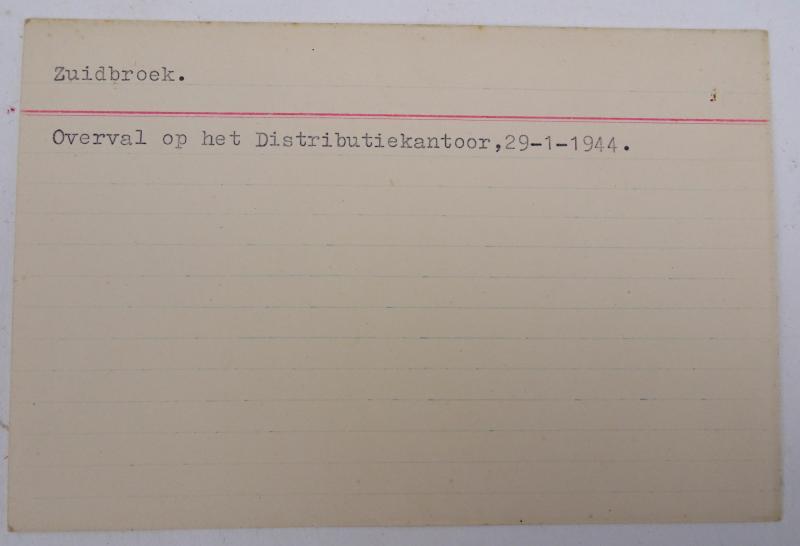 Zuidbroek.
Overval op het Distributiekantoor,29-1-1944.